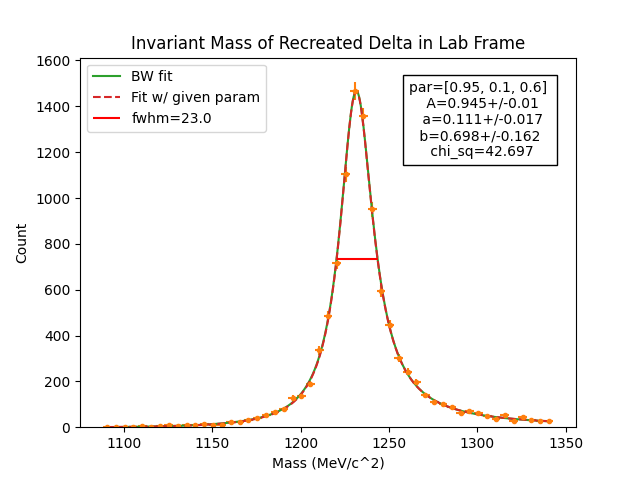 Invariant Mass of Recreated Delta in Lab Frame
BW fit
Fit w/ given param
fwhm=23.0
par=[0.95, 0.1, 0.6]
A=0.945+/-0.01
a=0.111+/-0.017
b=0.698+/-0.162
chi_sq=42.697
Count
1600
1400
1200
1000
800
600
400
200
0
1100
1150
1200
1250
1300
1350
Mass (MeV/c^2)